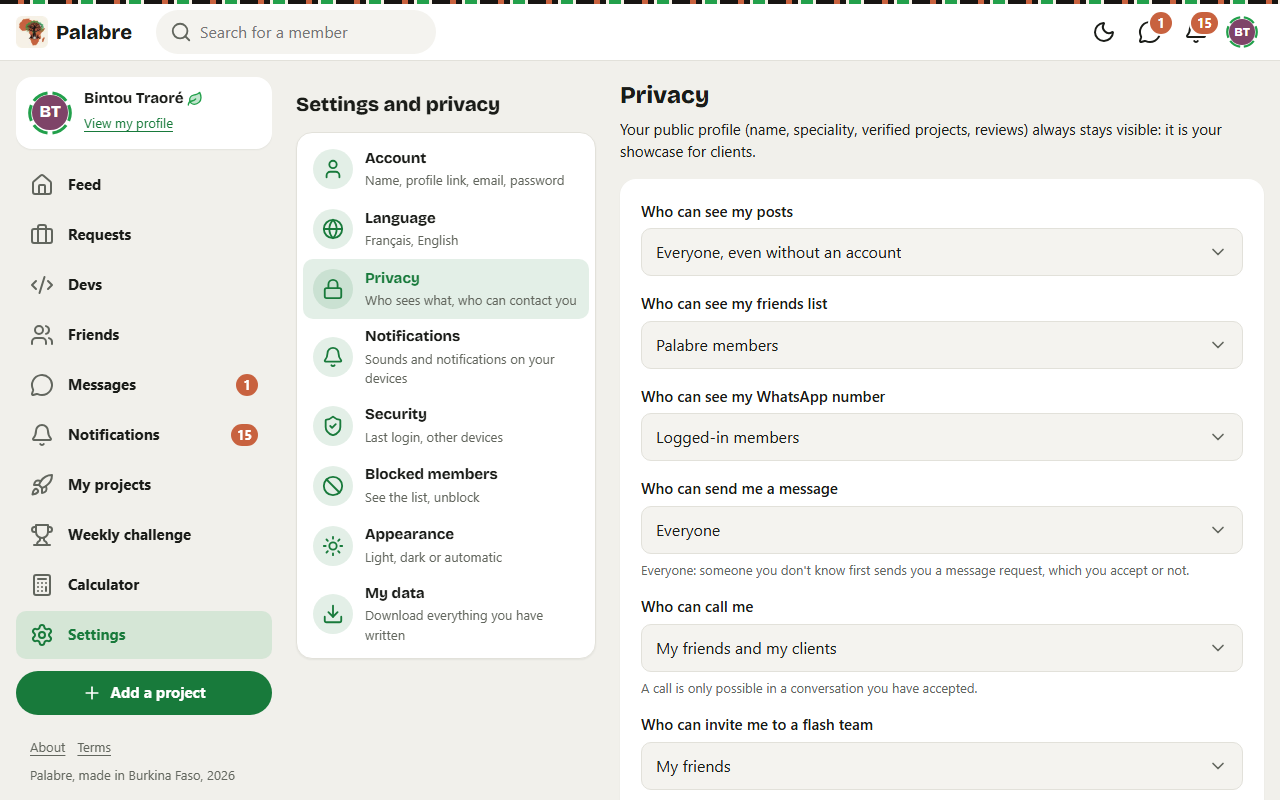 Palabre
Search for a member
1
15
BT
BT
Bintou Traoré
View my profile
Feed
Requests
Devs
Friends
Messages
1
Notifications
15
My projects
Weekly challenge
Calculator
Settings
Add a project
About
Terms
Palabre, made in Burkina Faso, 2026
Settings and privacy
Account
Name, profile link, email, password
Language
Français, English
Privacy
Who sees what, who can contact you
Notifications
Sounds and notifications on your
devices
Security
Last login, other devices
Blocked members
See the list, unblock
Appearance
Light, dark or automatic
My data
Download everything you have
written
Privacy
Your public profile (name, speciality, verified projects, reviews) always stays visible: it is your
showcase for clients.
Who can see my posts
Everyone, even without an account
Who can see my friends list
Palabre members
Who can see my WhatsApp number
Logged-in members
Who can send me a message
Everyone
Everyone: someone you don't know first sends you a message request, which you accept or not.
Who can call me
My friends and my clients
A call is only possible in a conversation you have accepted.
Who can invite me to a flash team
My friends